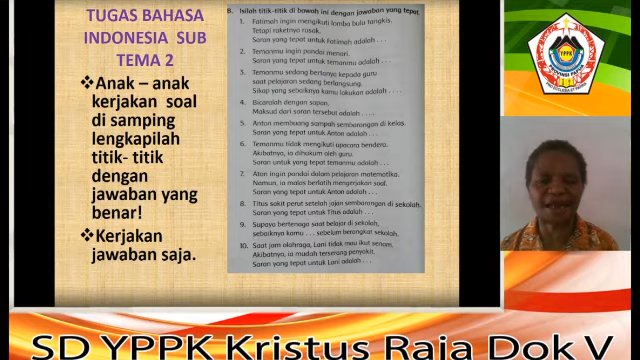 TUGAS BAHASA
INDONESIA SUB
TEMA 2
❖Anak – anak
kerjakan soal
di samping
lengkapilah
titik- titik
dengan
jawaban yang
benar!
❖Kerjakan
jawaban saja.
B. Isilah titik-titik di bawah ini dengan jawaban yang tepat.
1. Fatimah ingin mengikuti lomba bulu tangkis.
Tetapi raketnya rusak.
Saran yang tepat untuk Fatimah adalah . . .
2. Temanmu ingin pandai menari.
Saran yang tepat untuk temanmu adalah . . .
3. Temanmu sedang bertanya kepada guru
saat pelajaran sedang berlangsung.
Sikap yang sebaiknya kamu lakukan adalah . . . .
4. Bicaralah dengan sopan.
Maksud dari saran tersebut adalah . . . .
5. Anton membuang sampah sembarangan di kelas.
Saran yang tepat untuk Anton adalah . . .
6. Temanmu tidak mengikuti upacara bendera.
Akibatnya, ia dihukum oleh guru.
Saran untuk yang tepat temanmu adalah . . .
7. Aton ingin pandai dalam pelajaran matematika.
Namun, ia malas berlatih mengerjakan soal.
Saran yang tepat untuk Anton adalah . . .
8. Titus sakit perut setelah jajan sembarangan di sekolah.
Saran yang tepat untuk Titus adalah . . .
9. Supaya bertenaga saat belajar di sekolah,
sebaiknya kamu . . . sebelum berangkat sekolah.
10. Saat jam olahraga, Lani tidak mau ikut senam,
Akibatnya, ia mudah terserang penyakit.
Saran yang tepat untuk Lani adalah . . .
YPPK
PROVINSI PAPUA
SD YPPK Kristus Raja Dok V